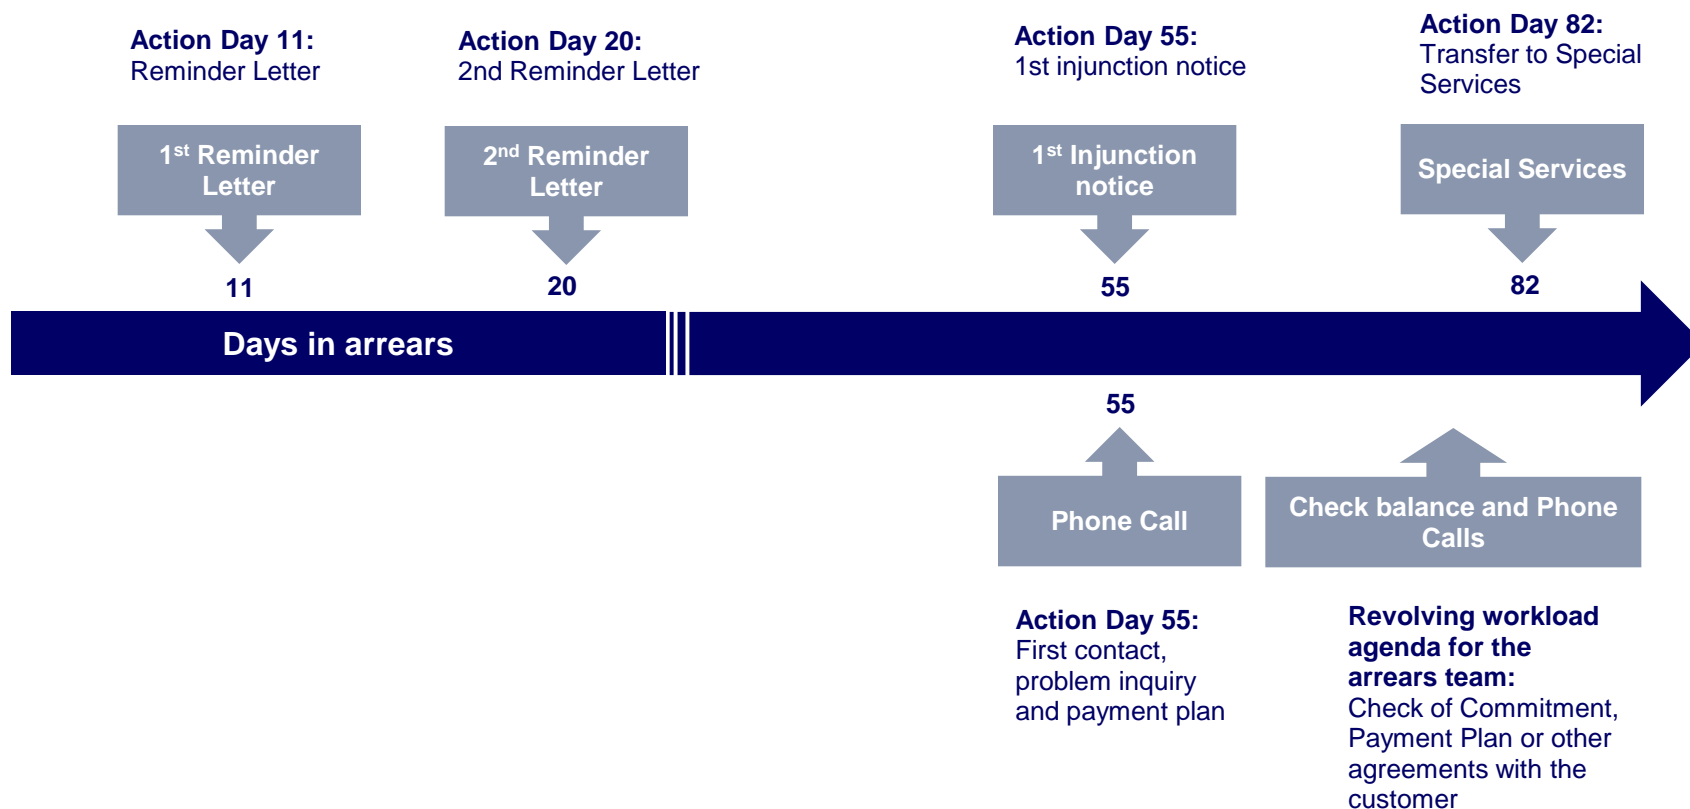 Action Day 11:
Reminder Letter
Action Day 20:
2nd Reminder Letter
Action Day 55:
1st injunction notice
Action Day 82:
Transfer to Special
Services
1st Reminder
Letter
2nd Reminder
Letter
1st Injunction
notice
Special Services
11
20
55
82
Days in arrears
55
Phone Call
Check balance and Phone
Calls
Action Day 55:
First contact,
problem inquiry
and payment plan
Revolving workload
agenda for the
arrears team:
Check of Commitment,
Payment Plan or other
agreements with the
customer